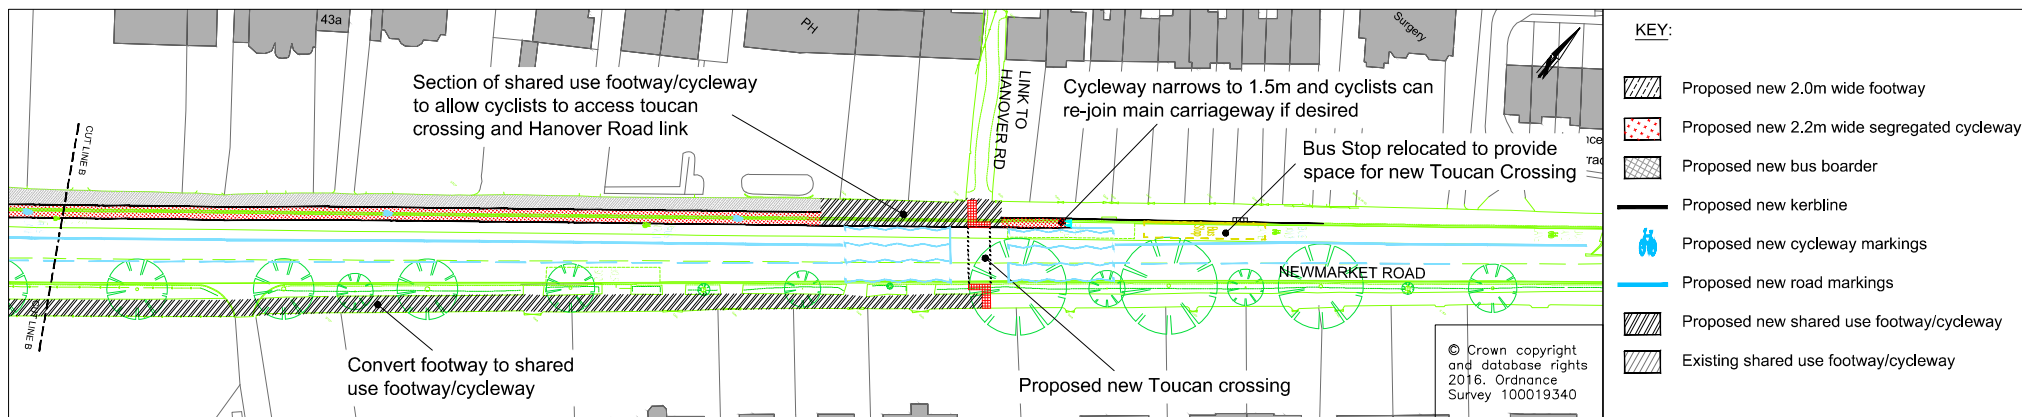 43a
PH
Surgery
Section of shared use footway/cycleway
to allow cyclists to access toucan
crossing and Hanover Road link
LINK TO
HANOVER RD
Cycleway narrows to 1.5m and cyclists can
re-join main carriageway if desired
Bus Stop relocated to provide
space for new Toucan Crossing
CUT LINE B
CUT LINE B
NEWMARKET ROAD
Convert footway to shared
use footway/cycleway
Proposed new Toucan crossing
© Crown copyright
and database rights
2016. Ordnance
Survey 100019340
KEY:
Proposed new 2.0m wide footway
Proposed new 2.2m wide segregated cycleway
Proposed new bus boarder
Proposed new kerbline
Proposed new cycleway markings
Proposed new road markings
Proposed new shared use footway/cycleway
Existing shared use footway/cycleway